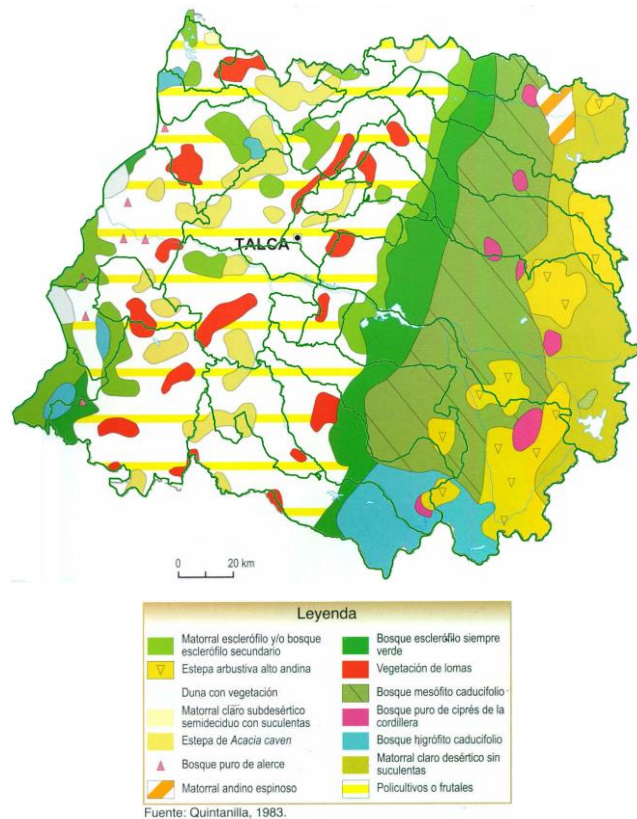 TALCA
0 20 km
Leyenda
Matorral esclerófilo y/o bosque
esclerófilo secundario
Estepa arbustiva alto andina
Duna con vegetación
Matorral claro subdesértico
semideciduo con suculentas
Estepa de Acacia caven
Bosque puro de alerce
Matorral andino espinoso
Bosque esclerófilo siempre
verde
Vegetación de lomas
Bosque mesófito caducifolio
Bosque puro de ciprés de la
cordillera
Bosque higrófito caducifolio
Matorral claro desértico sin
suculentas
Policultivos o frutales
Fuente: Quintanilla, 1983.